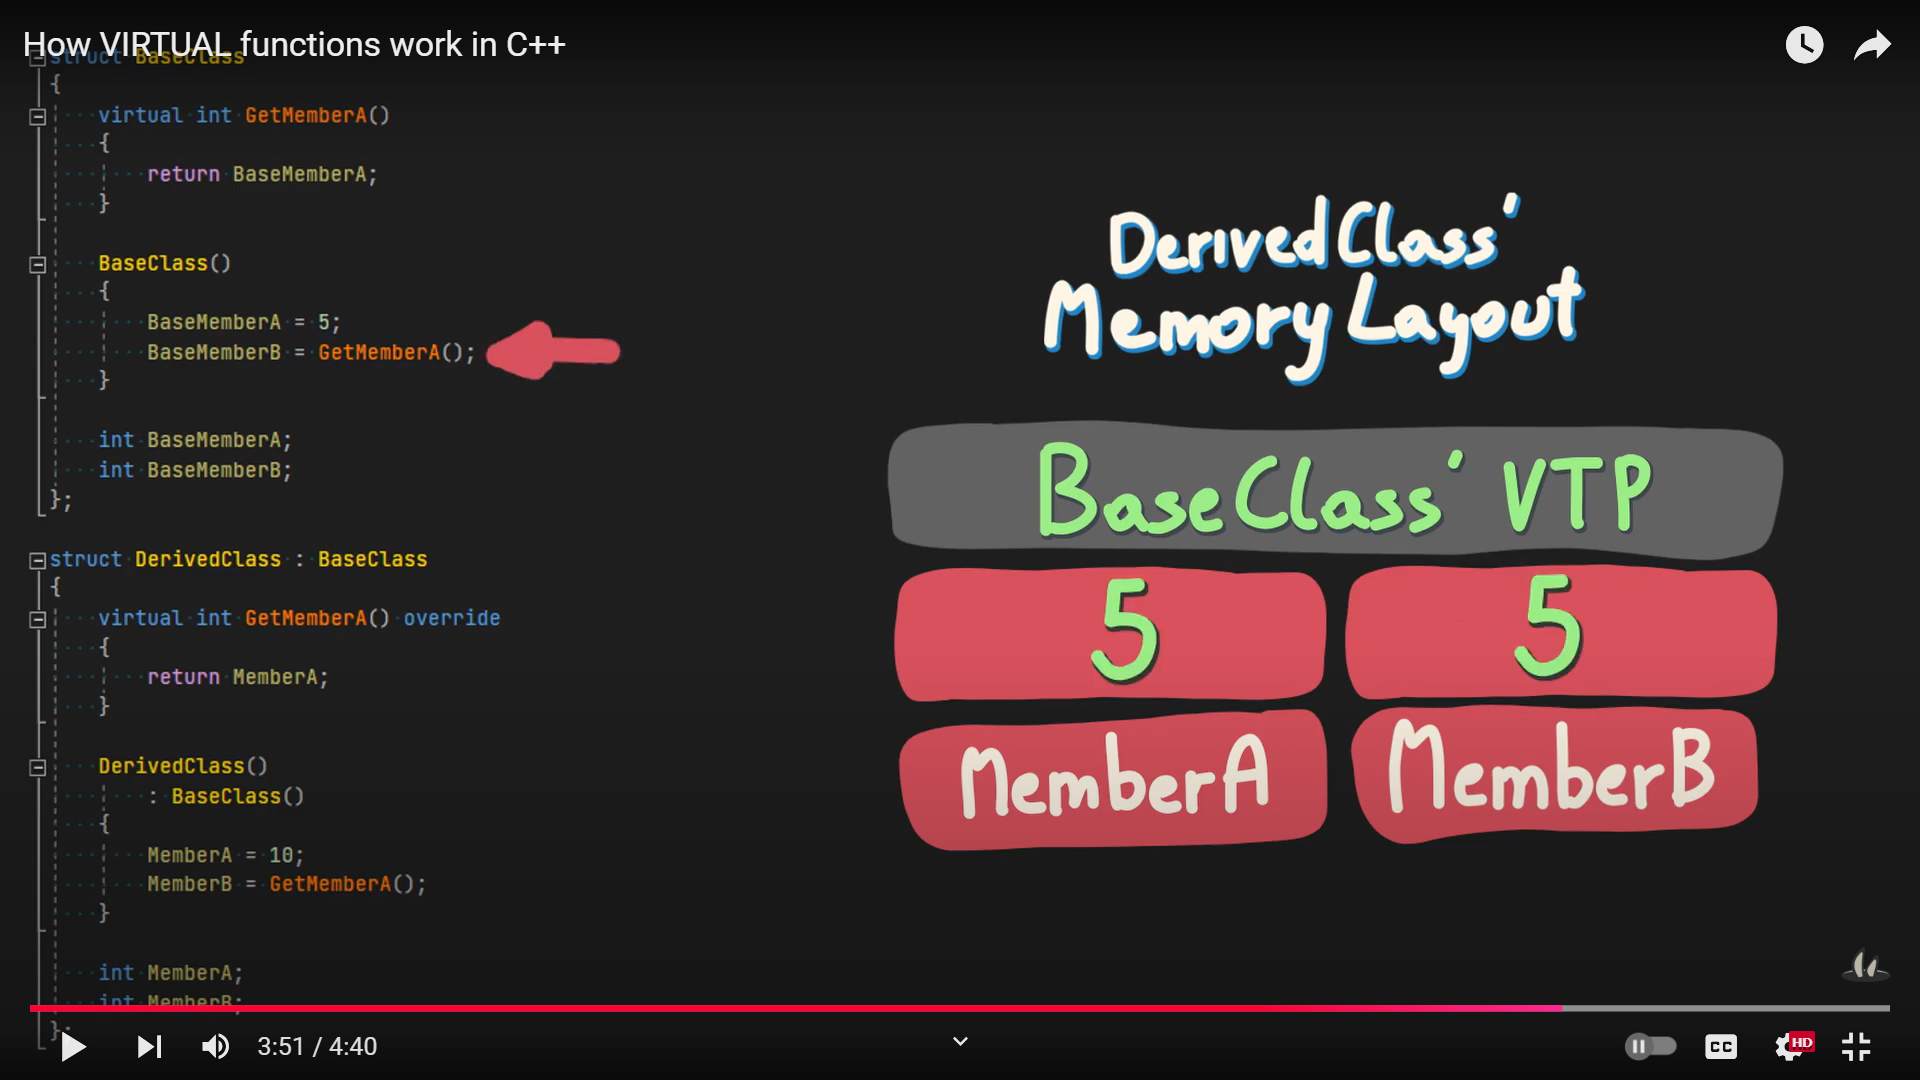 How VIRTUAL functions work in C++
struct BaseClass
{
virtual int GetMemberA()
{
return BaseMemberA;
}
BaseClass()
{
BaseMemberA = 5;
BaseMemberB = GetMemberA();
}
int BaseMemberA;
int BaseMemberB;
};
struct DerivedClass : BaseClass
{
virtual int GetMemberA() override
{
return MemberA;
}
DerivedClass()
: BaseClass()
{
MemberA = 10;
MemberB = GetMemberA();
}
int MemberA;
int MemberB;
};
DerivedClass'
Memory Layout
BaseClass' VTP
5 5
MemberA MemberB
3:51 / 4:40
CC
HD